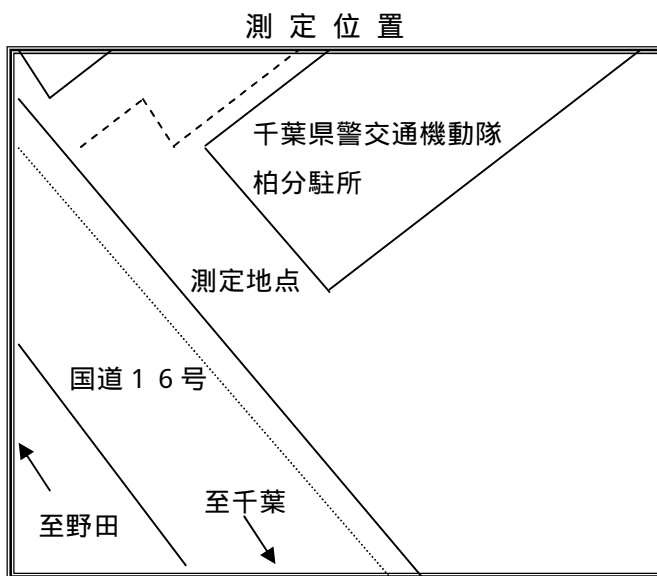 測定位置
千葉県警交通機動隊
柏分駐所
測定地点
国道１６号
至千葉
至野田